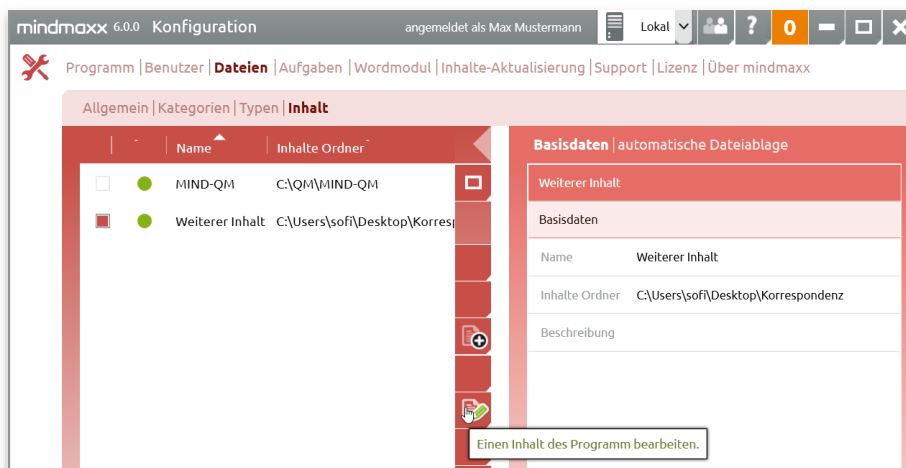 mindmaxx 6.0.0 Konfiguration angemeldet als Max Mustermann Lokal ? 0
Programm | Benutzer | Dateien | Aufgaben | Wordmodul | Inhalte-Aktualisierung | Support | Lizenz | Über mindmaxx
Allgemein | Kategorien | Typen | Inhalt
Name Inhalte Ordner
MIND-QM C:\QM\MIND-QM
Weiterer Inhalt C:\Users\sofi\Desktop\Korresp
Basisdaten | automatische Dateiablage
Weiterer Inhalt
Basisdaten
Name Weiterer Inhalt
Inhalte Ordner C:\Users\sofi\Desktop\Korrespondenz
Beschreibung
Einen Inhalt des Programm bearbeiten.